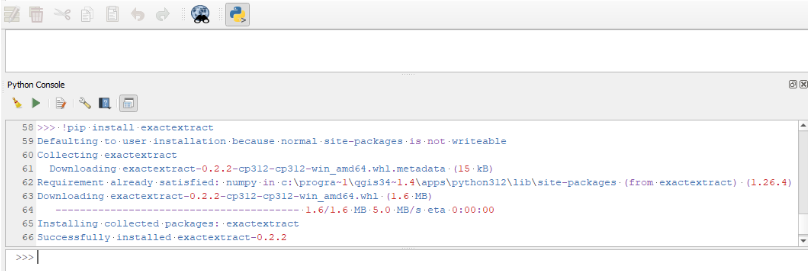 Python Console
58 >>> !pip install exactextract
59 Defaulting to user installation because normal site-packages is not writeable
60 Collecting exactextract
61   Downloading exactextract-0.2.2-cp312-cp312-win_amd64.whl.metadata (15 kB)
62 Requirement already satisfied: numpy in c:\progra~1\qgis34~1.4\apps\python312\lib\site-packages (from exactextract) (1.26.4)
63 Downloading exactextract-0.2.2-cp312-cp312-win_amd64.whl (1.6 MB)
64    ---------------------------------------- 1.6/1.6 MB 5.0 MB/s eta 0:00:00
65 Installing collected packages: exactextract
66 Successfully installed exactextract-0.2.2
>>>